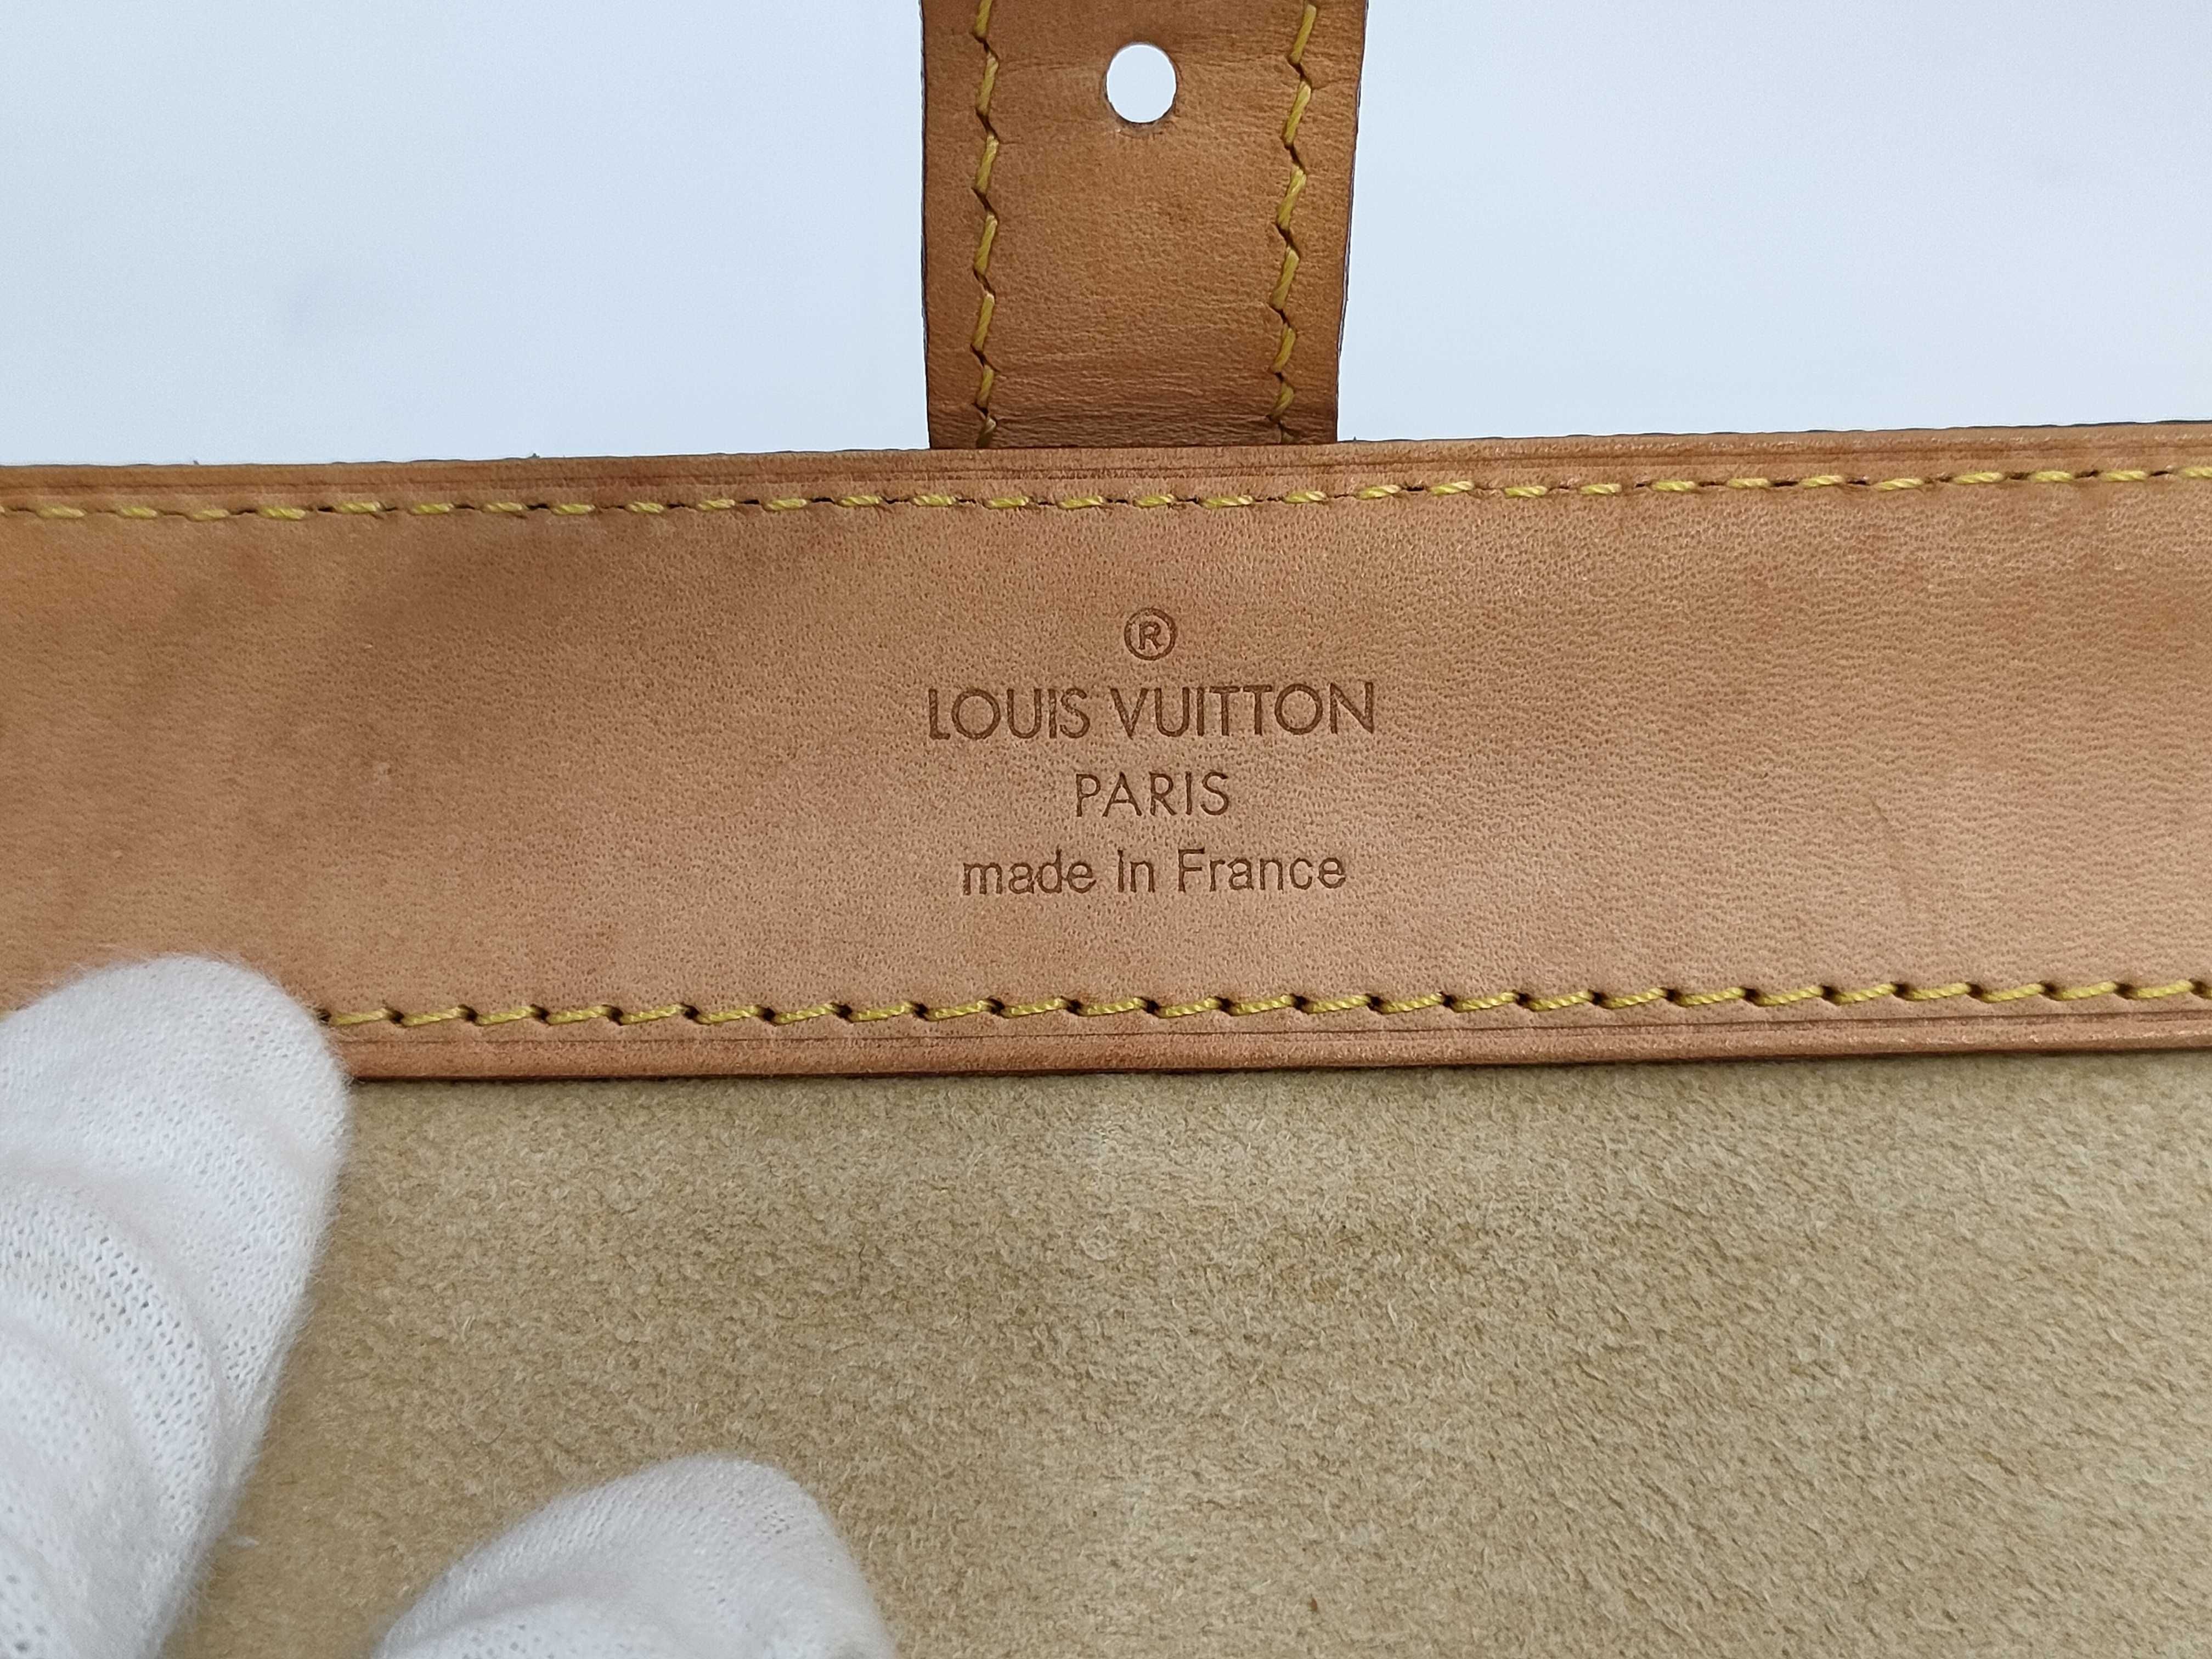 ®
LOUIS VUITTON
PARIS
made in France